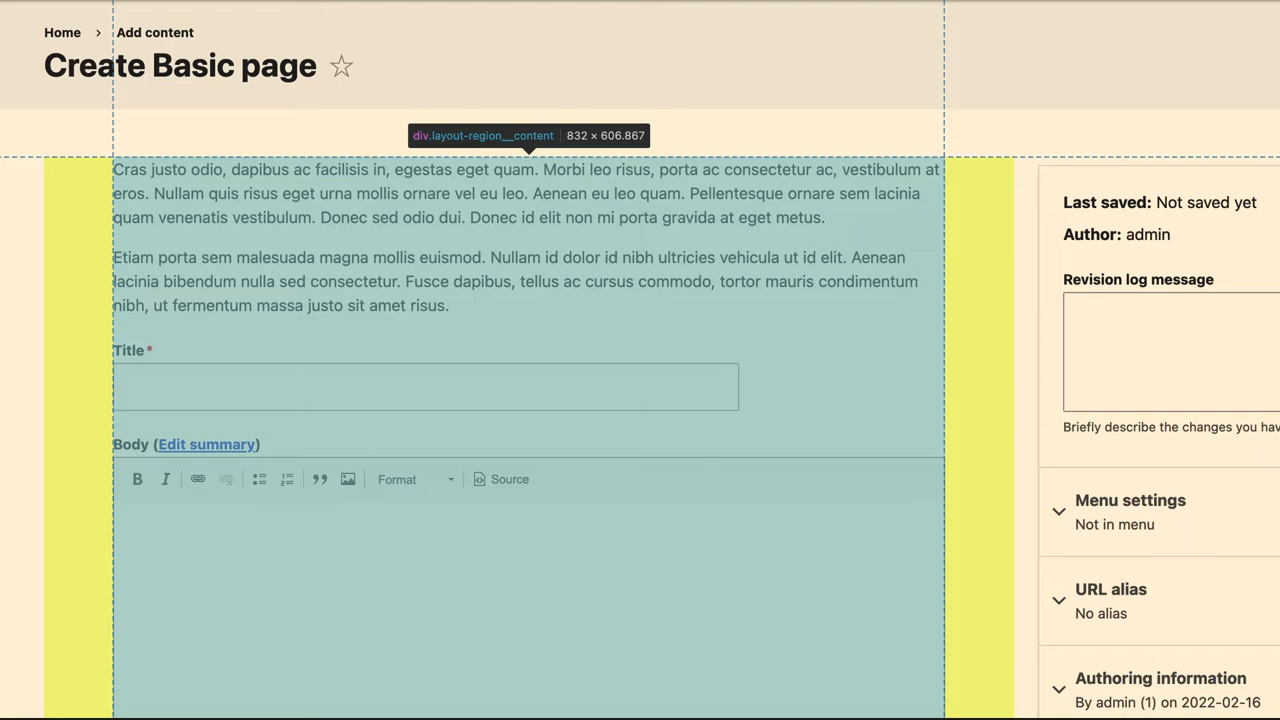 Home › Add content
Create Basic page ☆
div.layout-region__content 832 × 606.867
Cras justo odio, dapibus ac facilisis in, egestas eget quam. Morbi leo risus, porta ac consectetur ac, vestibulum at
eros. Nullam quis risus eget urna mollis ornare vel eu leo. Aenean eu leo quam. Pellentesque ornare sem lacinia
quam venenatis vestibulum. Donec sed odio dui. Donec id elit non mi porta gravida at eget metus.
Etiam porta sem malesuada magna mollis euismod. Nullam id dolor id nibh ultricies vehicula ut id elit. Aenean
lacinia bibendum nulla sed consectetur. Fusce dapibus, tellus ac cursus commodo, tortor mauris condimentum
nibh, ut fermentum massa justo sit amet risus.
Title*
Body (Edit summary)
B I Format Source
Last saved: Not saved yet
Author: admin
Revision log message
Briefly describe the changes you hav
Menu settings
Not in menu
URL alias
No alias
Authoring information
By admin (1) on 2022-02-16